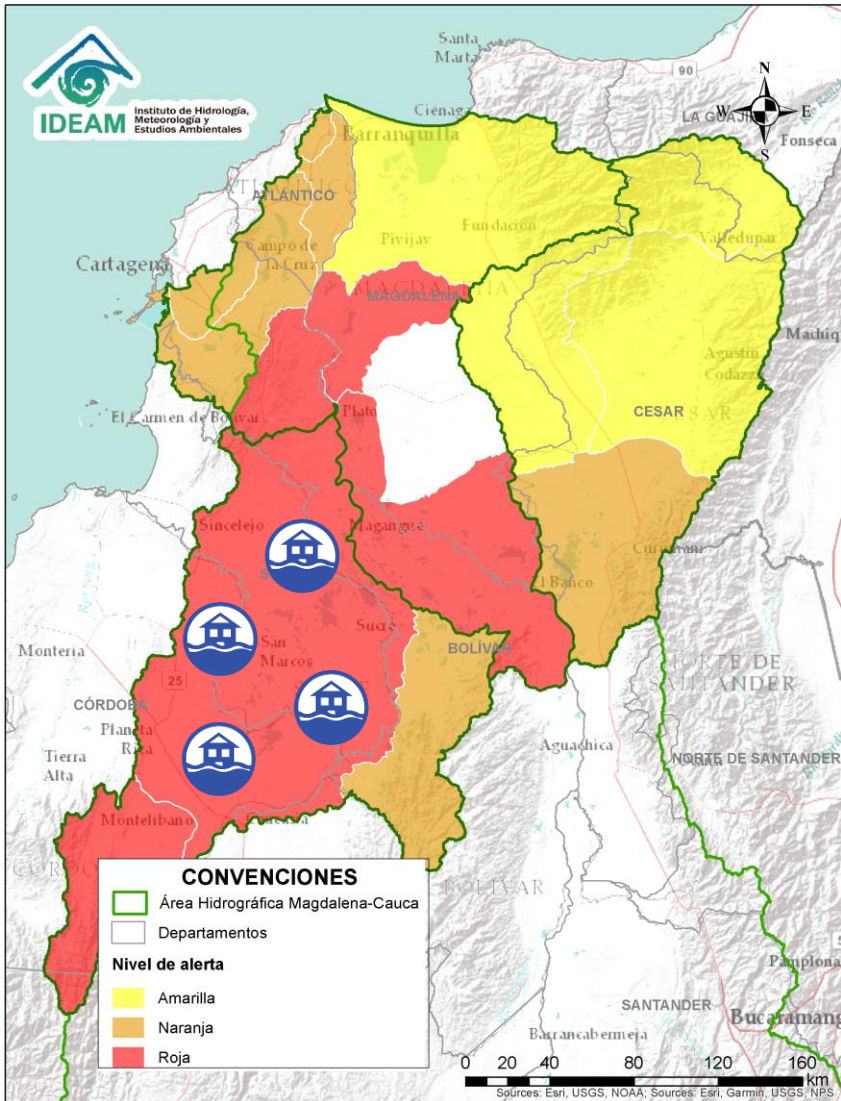 IDEAM
Instituto de Hidrología,
Meteorología y
Estudios Ambientales
Santa
Marta
90
N
W
E
S
Ciénaga
LA GUAJIR
Fonseca
Barranquilla
ATLÁNTICO
Cartagena
Campo de
la Cruz
Pivijay
Fundación
Valledupar
MAGDALENA
Machiq
Agustín
Codazzi
El Carmen de Bolívar
Plato
CESAR
Sincelejo
Magangue
Curumaní
El Banco
Montería
San
Marcos
Sucre
BOLÍVAR
NORTE DE
SANTANDER
CÓRDOBA
25
Planeta
Rica
Tierra
Alta
Aguachica
NORTE DE SANTANDER
Montelíbano
Caucasia
BOLÍVAR
CONVENCIONES
Área Hidrográfica Magdalena-Cauca
Departamentos
Nivel de alerta
Amarilla
Naranja
Roja
Pamplona
SANTANDER
Bucaramang
Barrancabermeja
0 20 40 80 120 160
km
Sources: Esri, USGS, NOAA; Sources: Esri, Garmin, USGS, NPS